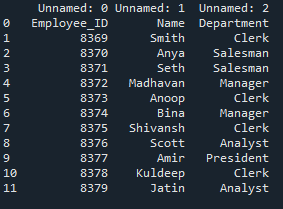 Unnamed: 0 Unnamed: 1 Unnamed: 2
0 Employee_ID Name Department
1 8369 Smith Clerk
2 8370 Anya Salesman
3 8371 Seth Salesman
4 8372 Madhavan Manager
5 8373 Anoop Clerk
6 8374 Bina Manager
7 8375 Shivansh Clerk
8 8376 Scott Analyst
9 8377 Amir President
10 8378 Kuldeep Clerk
11 8379 Jatin Analyst